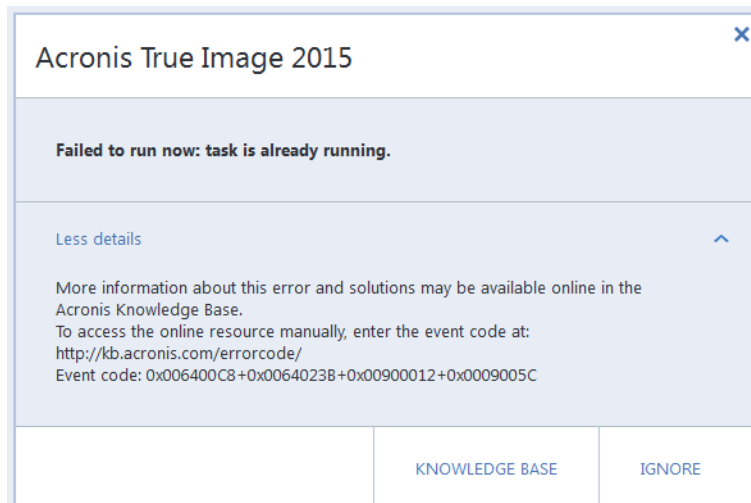 Acronis True Image 2015
Failed to run now: task is already running.
Less details
More information about this error and solutions may be available online in the
Acronis Knowledge Base.
To access the online resource manually, enter the event code at:
http://kb.acronis.com/errorcode/
Event code: 0x006400C8+0x0064023B+0x00900012+0x0009005C
KNOWLEDGE BASE
IGNORE